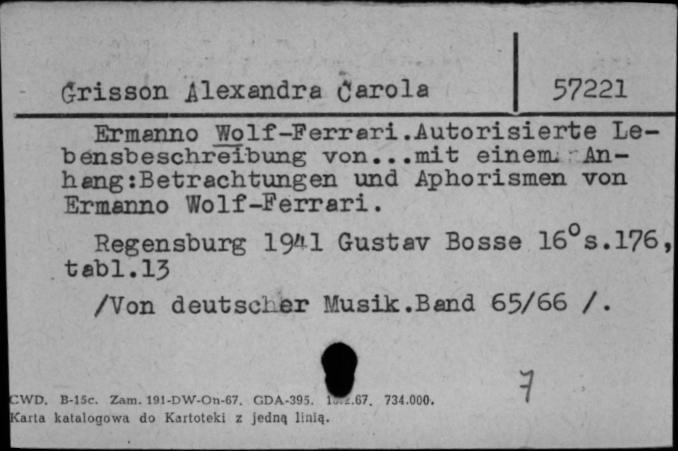 Grisson Alexandra Carola 57221
Ermanno Wolf-Ferrari.Autorisierte Le-
bensbeschreibung von...mit einem An-
hang:Betrachtungen und Aphorismen von
Ermanno Wolf-Ferrari.
Regensburg 1941 Gustav Bosse 16°s.176,
tabl.13
/Von deutscher Musik.Band 65/66 /.
7
CWD. B-15c. Zam. 191-DW-On-67. GDA-395. 734.000.
Karta katalogowa do Kartoteki z jedną linią.